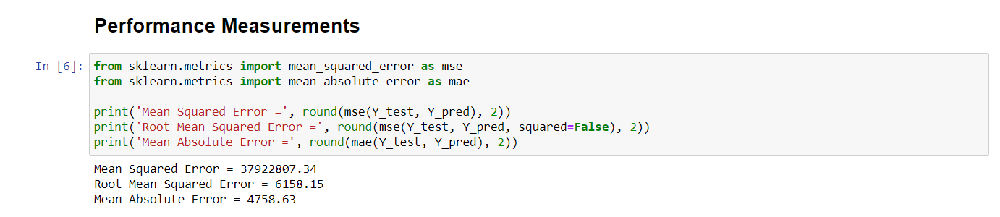 Performance Measurements
In [6]: from sklearn.metrics import mean_squared_error as mse
from sklearn.metrics import mean_absolute_error as mae
print('Mean Squared Error =', round(mse(Y_test, Y_pred), 2))
print('Root Mean Squared Error =', round(mse(Y_test, Y_pred, squared=False), 2))
print('Mean Absolute Error =', round(mae(Y_test, Y_pred), 2))
Mean Squared Error = 37922807.34
Root Mean Squared Error = 6158.15
Mean Absolute Error = 4758.63